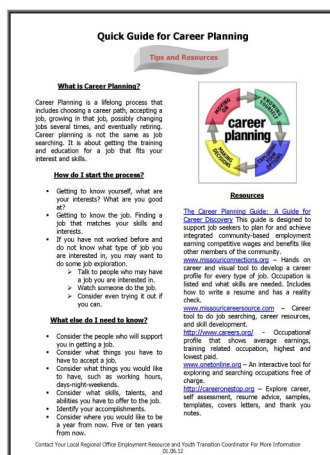 Quick Guide for Career Planning
Tips and Resources
What is Career Planning?
Career Planning is a lifelong process that
includes choosing a career path, accepting a
job, growing in that job, possibly changing
jobs several times, and eventually retiring.
Career planning is not the same as job
searching. It is about getting the training
and education for a job that fits your
interest and skills.
How do I start the process?
▪ Getting to know yourself, what are
your interests? What are you good
at?
▪ Getting to know the job. Finding a
job that matches your skills and
interests.
▪ If you have not worked before and
do not know what type of job you
are interested in, you may want to
do some job exploration.
➢ Talk to people who may have
a job you are interested in.
➢ Watch someone do the job.
➢ Consider even trying it out if
you can.
What else do I need to know?
▪ Consider the people who will support
you in getting a job.
▪ Consider what things you have to
have to accept a job.
▪ Consider what things you would like
to have, such as working hours,
days-night-weekends.
▪ Consider what skills, talents, and
abilities you have to offer to the job.
▪ Identify your accomplishments.
▪ Consider where you would like to be
a year from now. Five or ten years
from now.
career
planning
MOVING
DECISIONS
EXPLORING
YOUR
OPTIONS
Resources
The Career Planning Guide: A Guide for
Career Discovery This guide is designed to
support job seekers to plan for and achieve
integrated community-based employment
earning competitive wages and benefits like
other members of the community.
www.missouriconnections.org – Hands on
career and visual tool to develop a career
profile for every type of job. Occupation is
listed and what skills are needed. Includes
how to write a resume and has a reality
check.
www.missouricareersource.com – Career
tool to do job searching, career resources,
and skill development.
http://www.careers.org/ - Occupational
profile that shows average earnings,
training related occupation, highest and
lowest paid.
www.onetonline.org – An interactive tool for
exploring and searching occupations free of
charge.
http://careeronestop.org – Explore career,
self assessment, resume advice, samples,
templates, covers letters, and thank you
notes.
Contact Your Local Regional Office Employment Resource and Youth Transition Coordinator For More Information
01.06.12